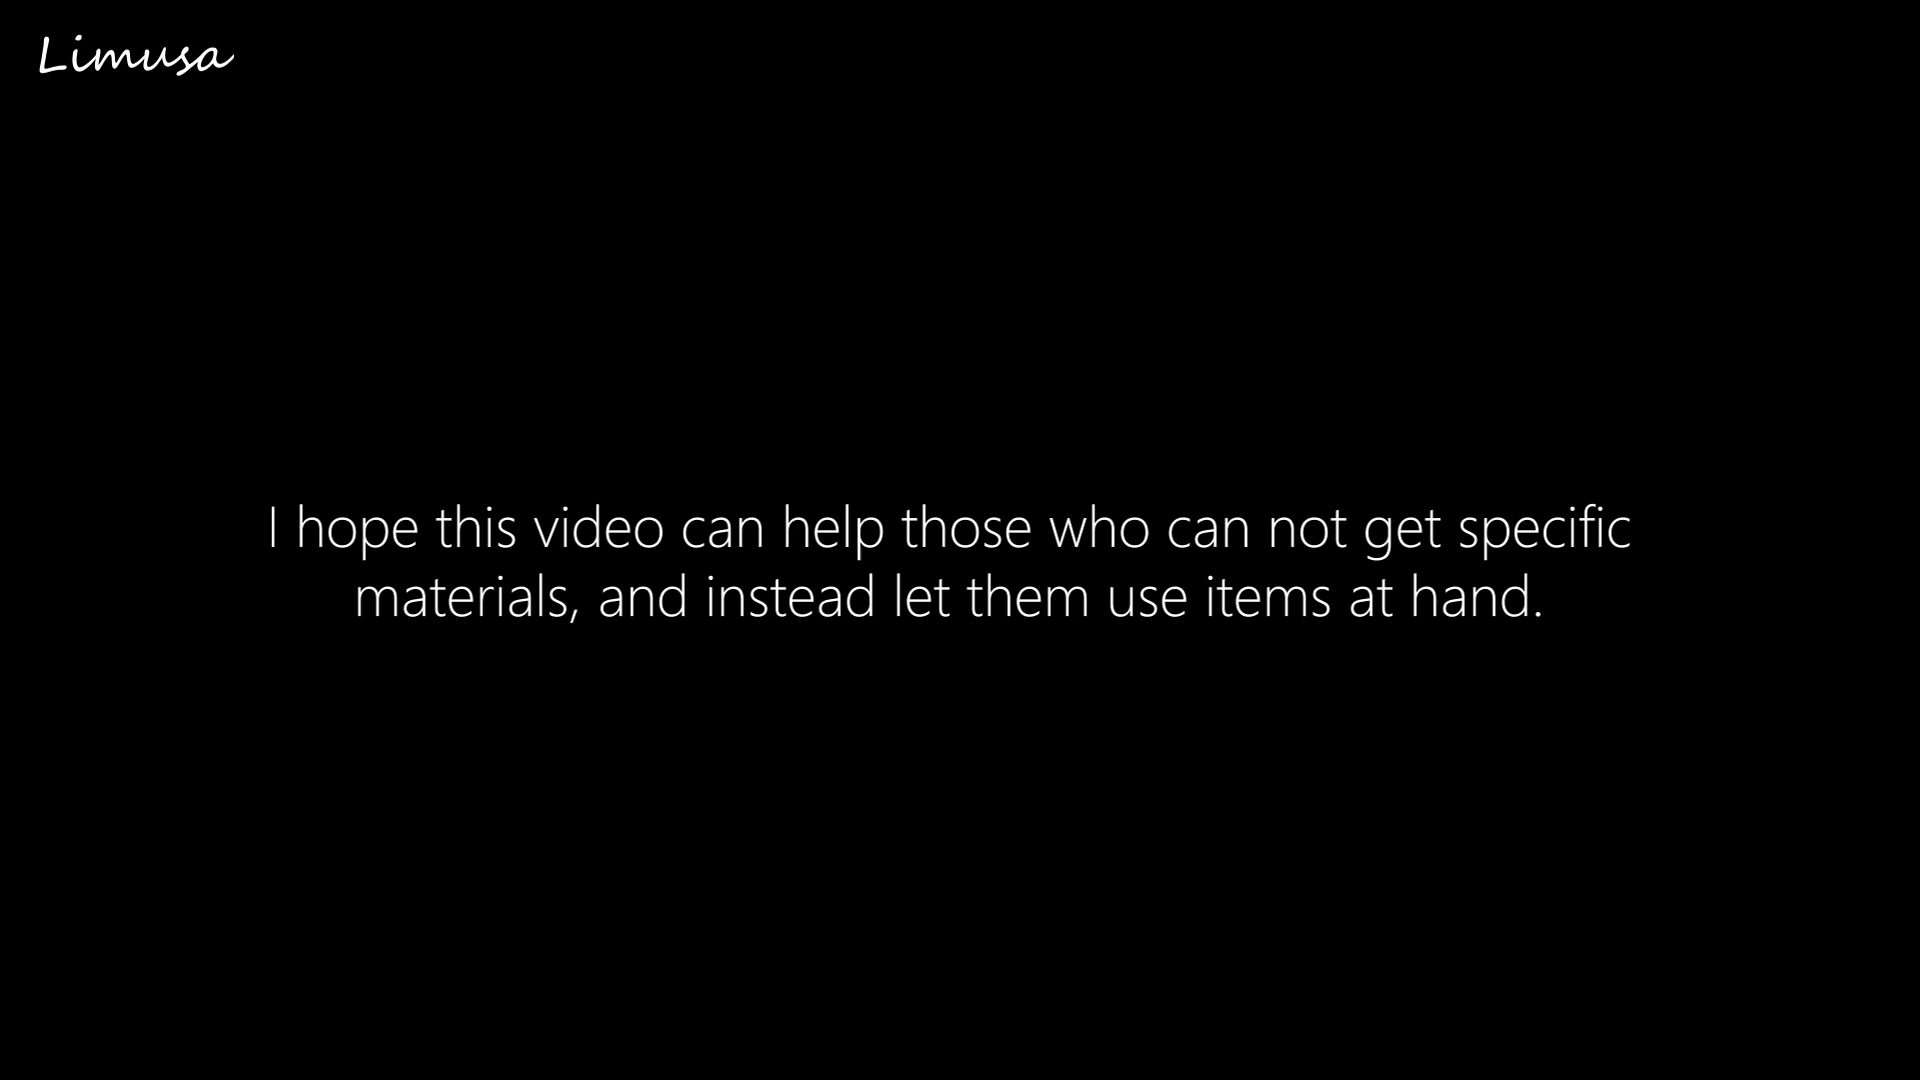 Limusa
I hope this video can help those who can not get specific
materials, and instead let them use items at hand.